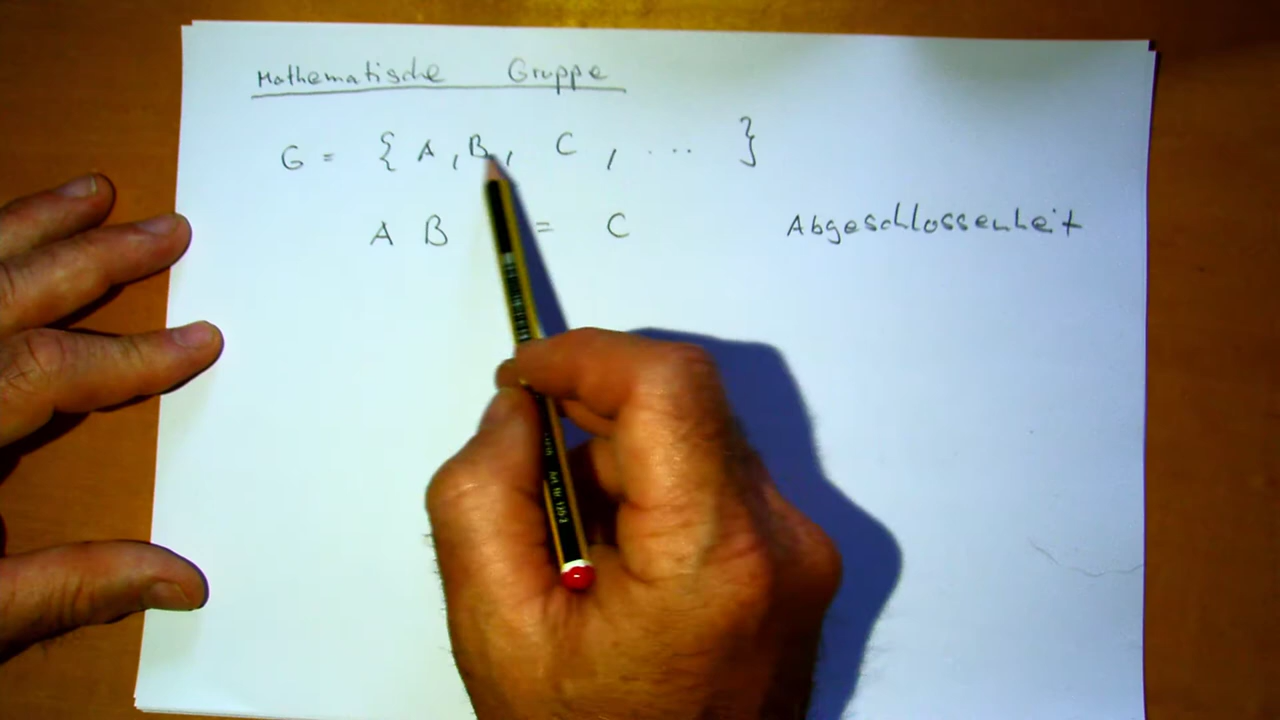 Mathematische Gruppe
G = { A , B , C , ... }
A B = C Abgeschlossenheit